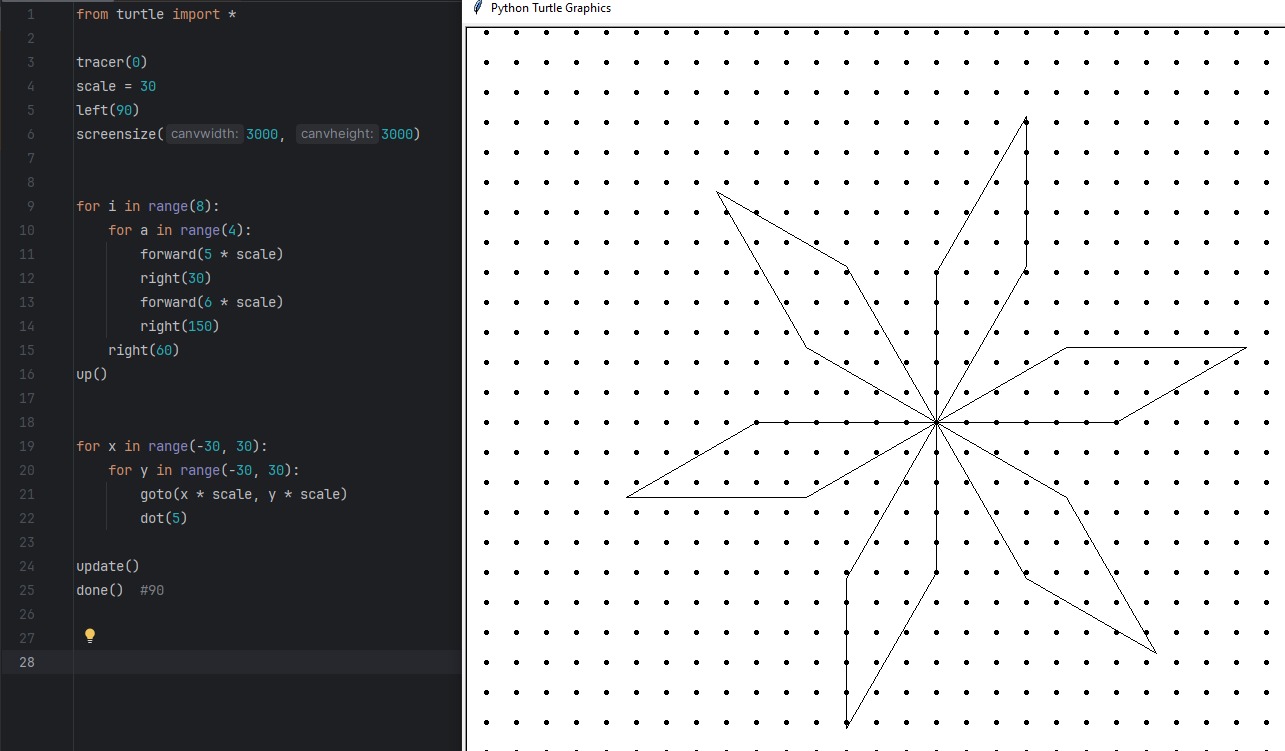 Python Turtle Graphics
1 from turtle import *
2
3 tracer(0)
4 scale = 30
5 left(90)
6 screensize( canvwidth: 3000, canvheight: 3000)
7
8
9 for i in range(8):
10     for a in range(4):
11         forward(5 * scale)
12         right(30)
13         forward(6 * scale)
14         right(150)
15     right(60)
16 up()
17
18
19 for x in range(-30, 30):
20     for y in range(-30, 30):
21         goto(x * scale, y * scale)
22         dot(5)
23
24 update()
25 done()  #90
26
27
28